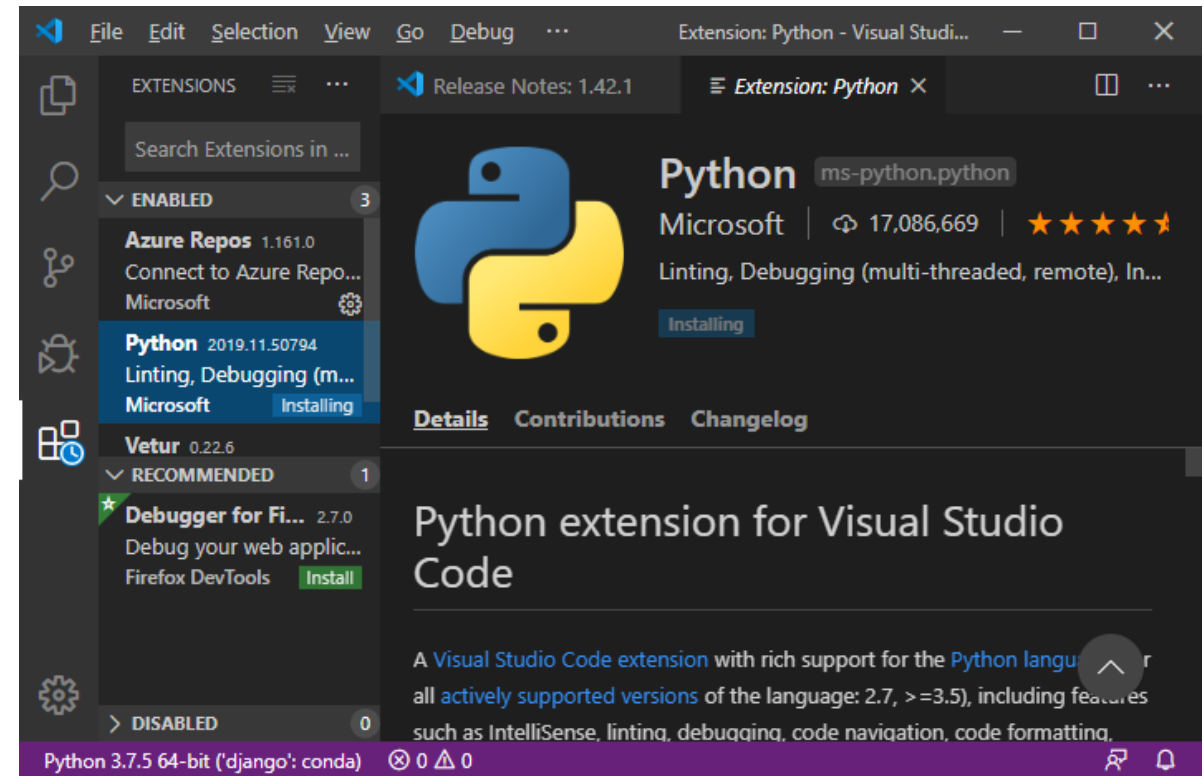 File Edit Selection View Go Debug ··· Extension: Python - Visual Studi...
EXTENSIONS ···
Release Notes: 1.42.1 Extension: Python ···
Search Extensions in ...
ENABLED 3
Azure Repos 1.161.0
Connect to Azure Repo...
Microsoft
Python 2019.11.50794
Linting, Debugging (m...
Microsoft Installing
Vetur 0.22.6
RECOMMENDED 1
Debugger for Fi... 2.7.0
Debug your web applic...
Firefox DevTools Install
DISABLED 0
Python ms-python.python
Microsoft 17,086,669
Linting, Debugging (multi-threaded, remote), In...
Installing
Details Contributions Changelog
Python extension for Visual Studio
Code
A Visual Studio Code extension with rich support for the Python
all actively supported versions of the language: 2.7, >=3.5), including features
such as IntelliSense, linting, debugging, code navigation, code formatting,
Python 3.7.5 64-bit ('django': conda) 0 0